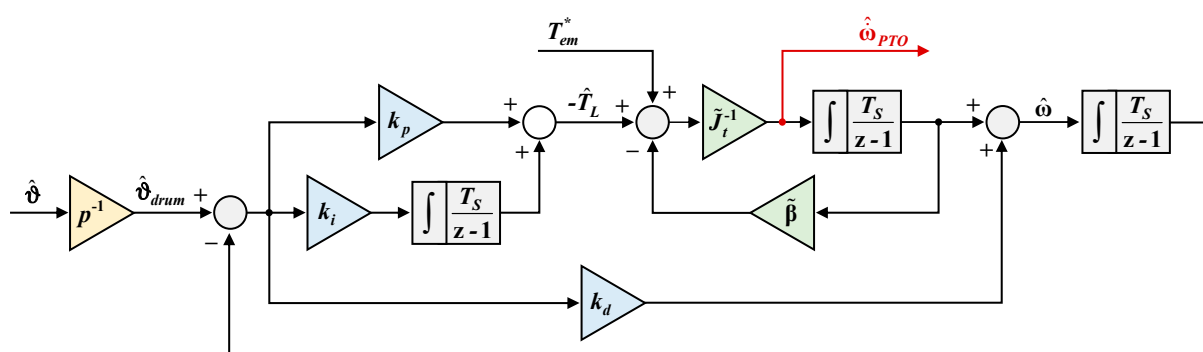 T*em
ω̂̇PTO
+
kp
+
+
-T̂L
+
+
−
J̃t-1
∫ TS
z - 1
+
+
ω̂
∫ TS
z - 1
ϑ̂
p-1
ϑ̂drum
+
−
ki
∫ TS
z - 1
β̃
kd